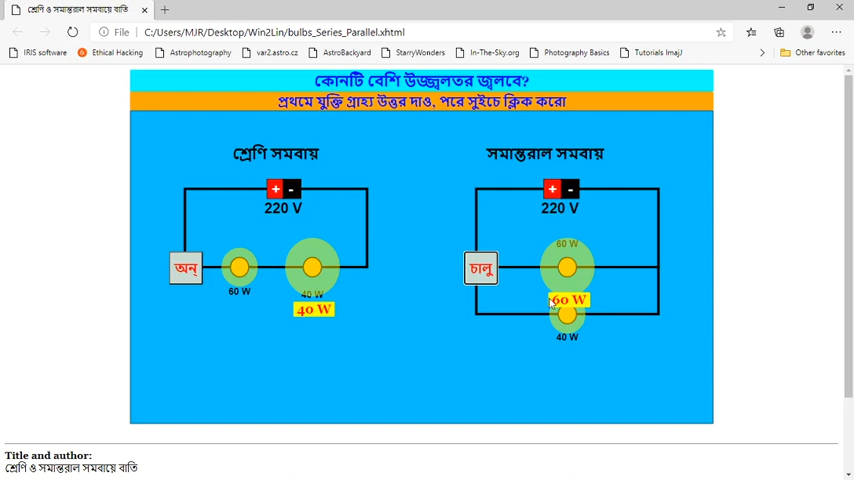 শ্রেণি ও সমান্তরাল সমবায়ে বাতি
File C:/Users/MJR/Desktop/Win2Lin/bulbs_Series_Parallel.xhtml
IRIS software Ethical Hacking Astrophotography var2.astro.cz AstroBackyard StarryWonders In-The-Sky.org Photography Basics Tutorials ImajJ Other favorites
কোনটি বেশি উজ্জ্বলতর জ্বলবে?
প্রথমে যুক্তি গ্রাহ্য উত্তর দাও, পরে সুইচে ক্লিক করো
শ্রেণি সমবায় সমান্তরাল সমবায়
+ - + -
220 V 220 V
60 W
অন্ চালু
60 W 40 W 60 W
40 W
40 W
Title and author:
শ্রেণি ও সমান্তরাল সমবায়ে বাতি